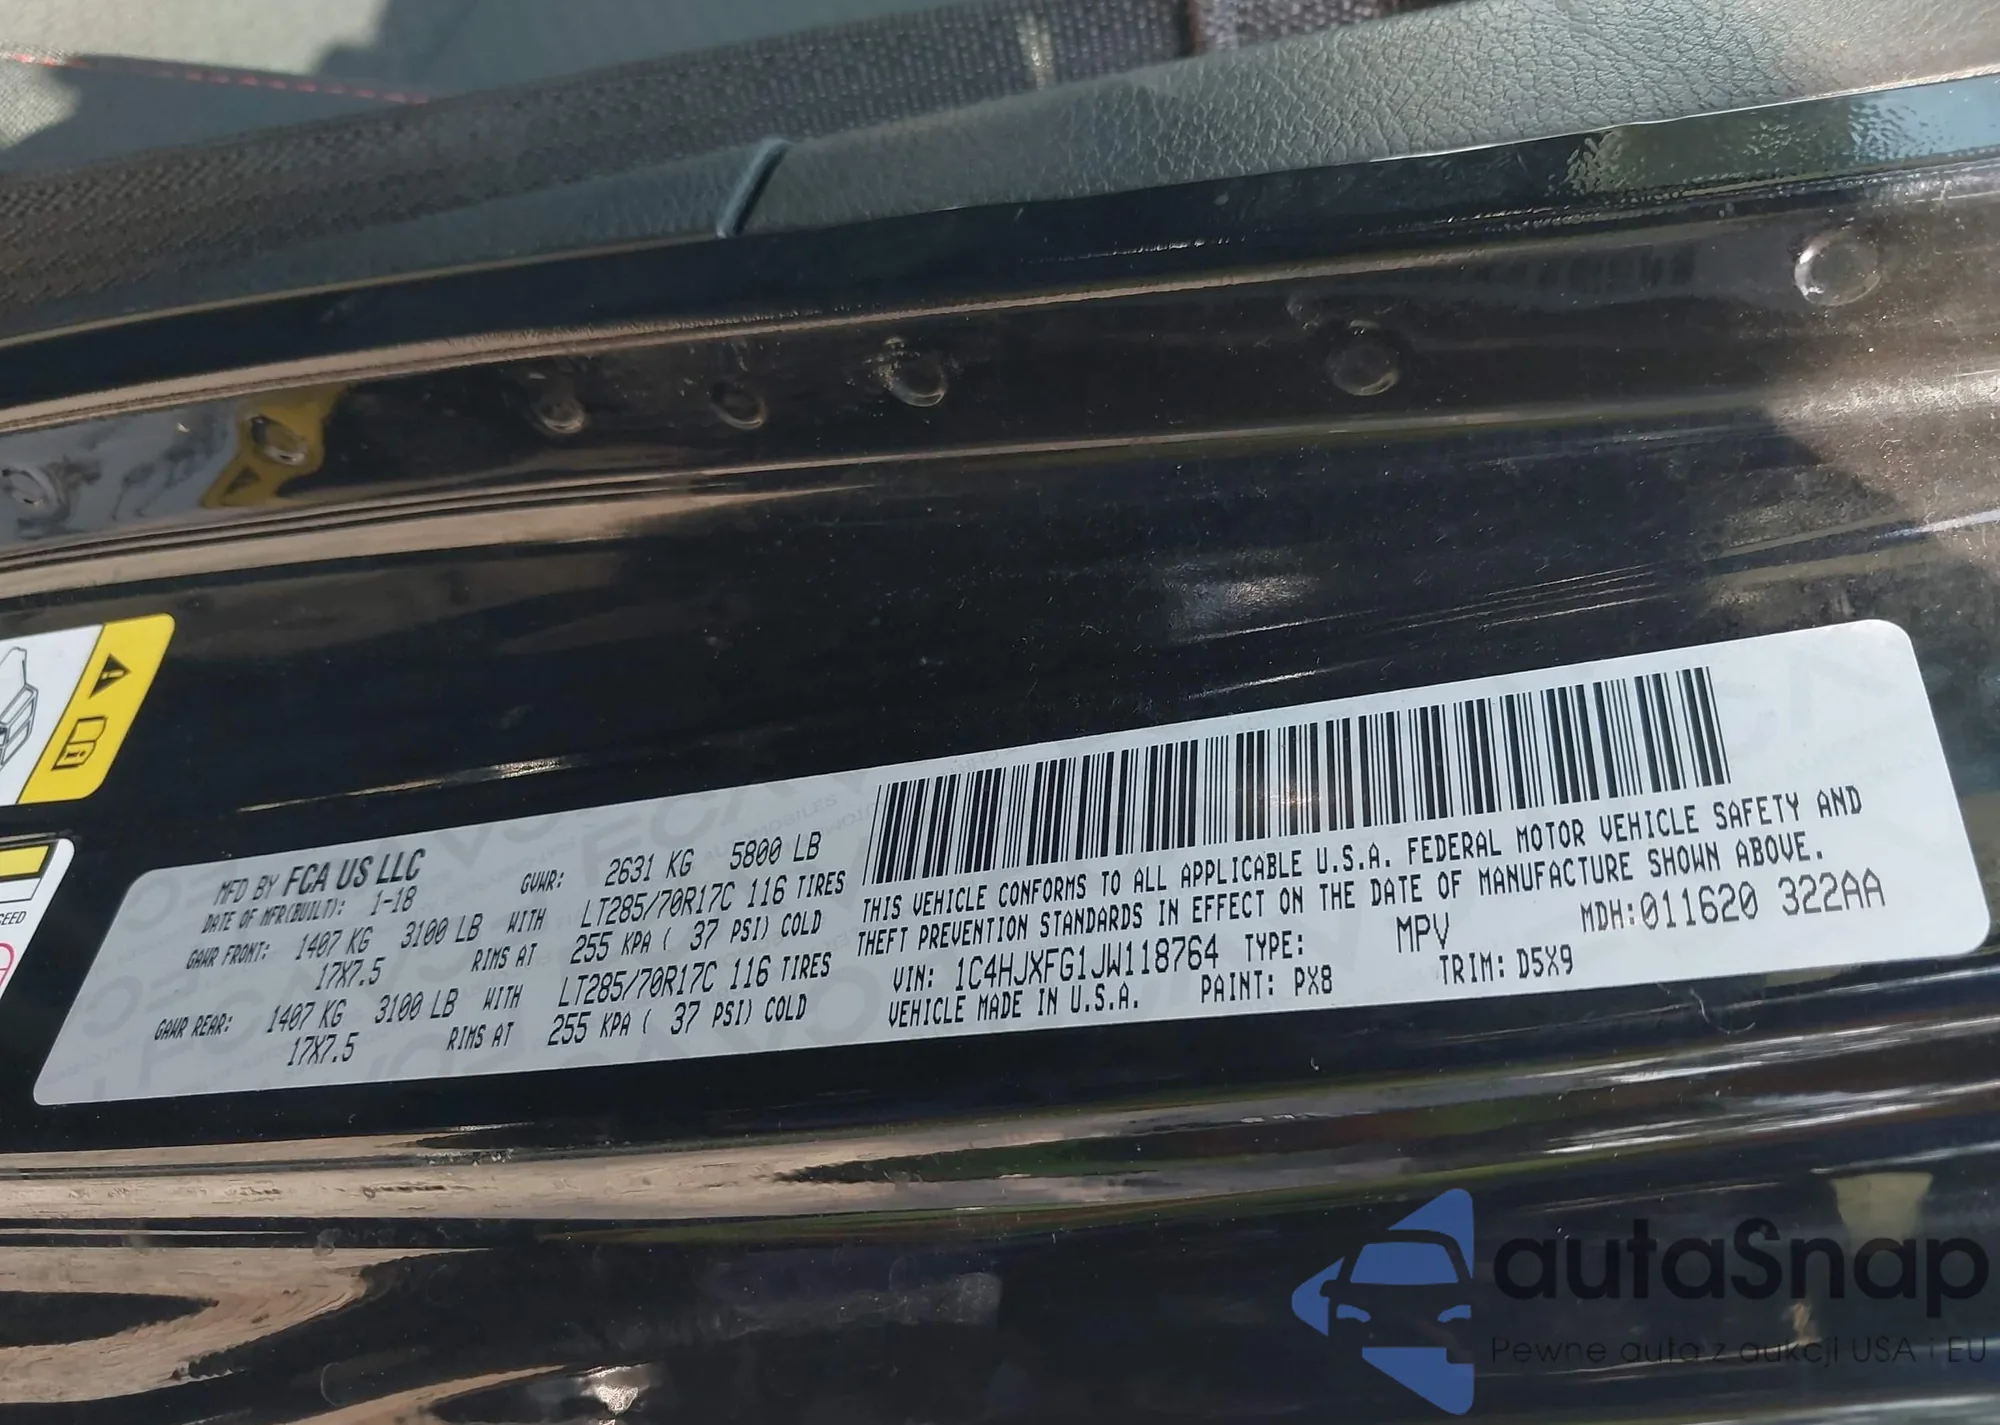 MFD BY FCA US LLC
DATE OF MFR(BUILT): 1-18
GVWR: 2631 KG 5800 LB
GAWR FRONT: 1407 KG 3100 LB WITH LT285/70R17C 116 TIRES
17X7.5 RIMS AT 255 KPA ( 37 PSI) COLD
GAWR REAR: 1407 KG 3100 LB WITH LT285/70R17C 116 TIRES
17X7.5 RIMS AT 255 KPA ( 37 PSI) COLD
THIS VEHICLE CONFORMS TO ALL APPLICABLE U.S.A. FEDERAL MOTOR VEHICLE SAFETY AND
THEFT PREVENTION STANDARDS IN EFFECT ON THE DATE OF MANUFACTURE SHOWN ABOVE.
VIN: 1C4HJXFG1JW118764 TYPE: MPV MDH:011620 322AA
VEHICLE MADE IN U.S.A. PAINT: PX8 TRIM: D5X9
autaSnap
Pewne auta z aukcji USA i EU